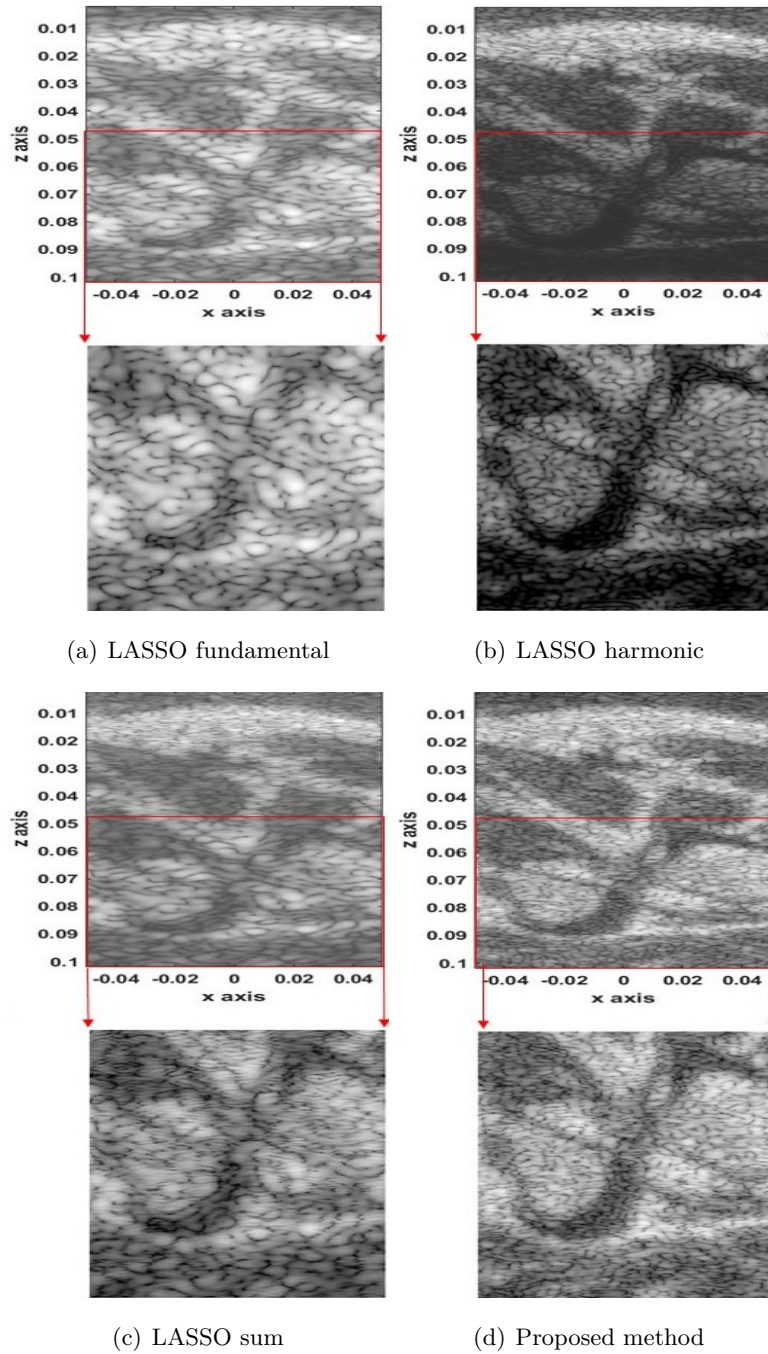 0.01
0.02
0.03
0.04
0.05
0.06
0.07
0.08
0.09
0.1
z axis
-0.04 -0.02 0 0.02 0.04
x axis
(a) LASSO fundamental
0.01
0.02
0.03
0.04
0.05
0.06
0.07
0.08
0.09
0.1
z axis
-0.04 -0.02 0 0.02 0.04
x axis
(b) LASSO harmonic
0.01
0.02
0.03
0.04
0.05
0.06
0.07
0.08
0.09
0.1
z axis
-0.04 -0.02 0 0.02 0.04
x axis
(c) LASSO sum
0.01
0.02
0.03
0.04
0.05
0.06
0.07
0.08
0.09
0.1
z axis
-0.04 -0.02 0 0.02 0.04
x axis
(d) Proposed method